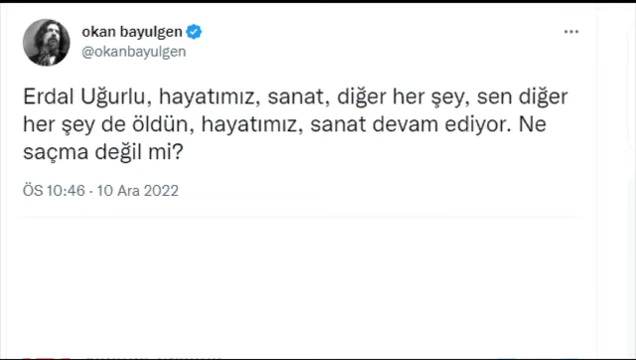 okan bayulgen
@okanbayulgen
Erdal Uğurlu, hayatımız, sanat, diğer her şey, sen diğer
her şey de öldün, hayatımız, sanat devam ediyor. Ne
saçma değil mi?
ÖS 10:46 · 10 Ara 2022